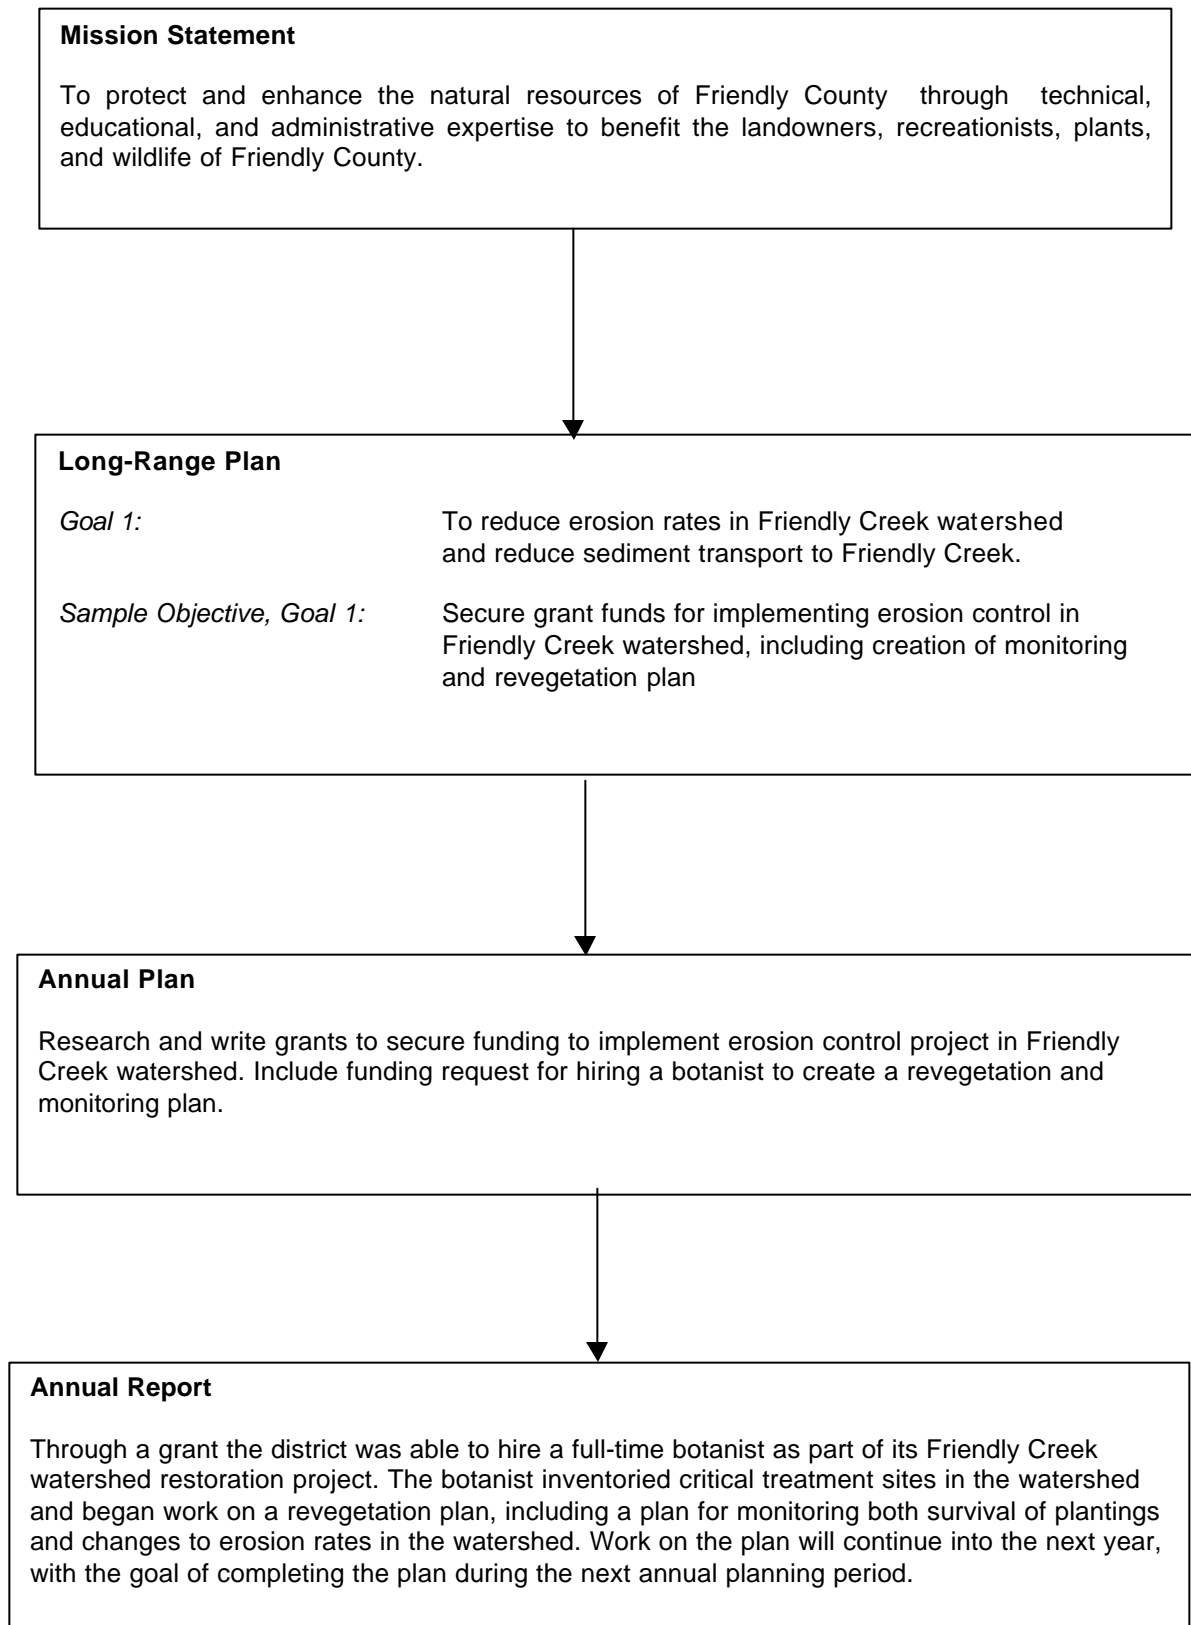 Mission Statement
To protect and enhance the natural resources of Friendly County through technical,
educational, and administrative expertise to benefit the landowners, recreationists, plants,
and wildlife of Friendly County.
Long-Range Plan
Goal 1: To reduce erosion rates in Friendly Creek watershed
and reduce sediment transport to Friendly Creek.
Sample Objective, Goal 1: Secure grant funds for implementing erosion control in
Friendly Creek watershed, including creation of monitoring
and revegetation plan
Annual Plan
Research and write grants to secure funding to implement erosion control project in Friendly
Creek watershed. Include funding request for hiring a botanist to create a revegetation and
monitoring plan.
Annual Report
Through a grant the district was able to hire a full-time botanist as part of its Friendly Creek
watershed restoration project. The botanist inventoried critical treatment sites in the watershed
and began work on a revegetation plan, including a plan for monitoring both survival of plantings
and changes to erosion rates in the watershed. Work on the plan will continue into the next year,
with the goal of completing the plan during the next annual planning period.